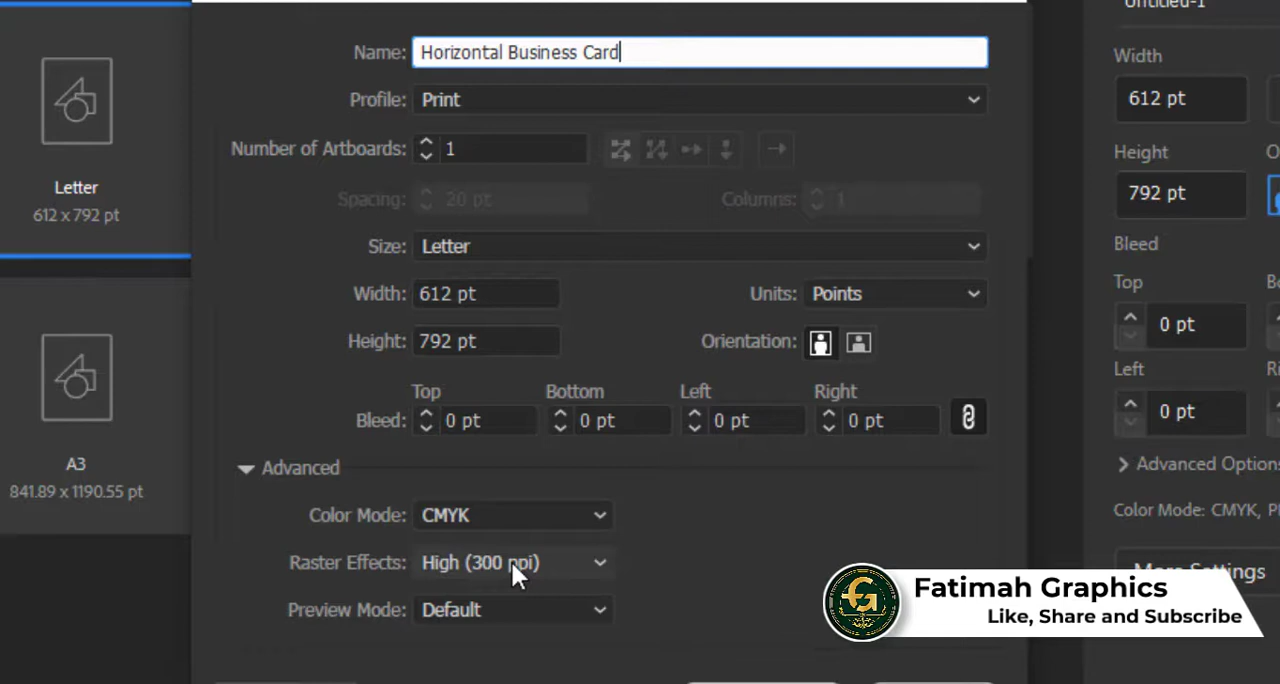 Untitled-1
Name: Horizontal Business Card
Profile: Print
Number of Artboards: 1
Spacing: 20 pt Columns: 1
Size: Letter
Width: 612 pt Units: Points
Height: 792 pt Orientation:
Top Bottom Left Right
Bleed: 0 pt 0 pt 0 pt 0 pt
Advanced
Color Mode: CMYK
Raster Effects: High (300 ppi)
Preview Mode: Default
Letter
612 x 792 pt
A3
841.89 x 1190.55 pt
Width
612 pt
Height
792 pt
Bleed
Top
0 pt
Left
0 pt
Advanced Options
Color Mode: CMYK,
More Settings
Fatimah Graphics
Like, Share and Subscribe